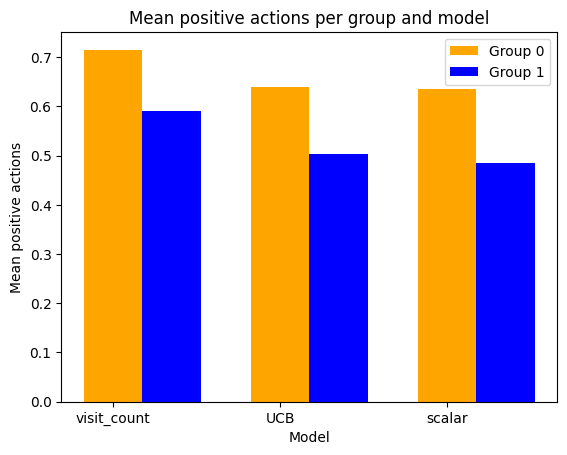 Mean positive actions per group and model
Group 0
Group 1
Mean positive actions
0.7
0.6
0.5
0.4
0.3
0.2
0.1
0.0
visit_count
UCB
scalar
Model